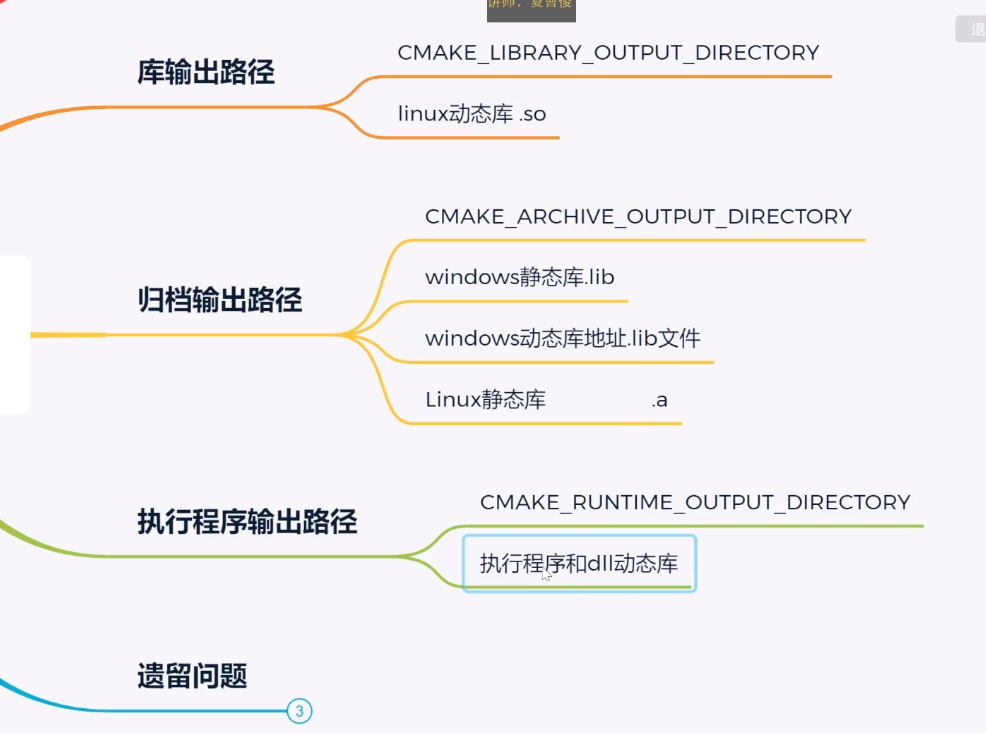 讲师：夏曹俊
退
库输出路径
CMAKE_LIBRARY_OUTPUT_DIRECTORY
linux动态库 .so
归档输出路径
CMAKE_ARCHIVE_OUTPUT_DIRECTORY
windows静态库.lib
windows动态库地址.lib文件
Linux静态库 .a
执行程序输出路径
CMAKE_RUNTIME_OUTPUT_DIRECTORY
执行程序和dll动态库
遗留问题
3